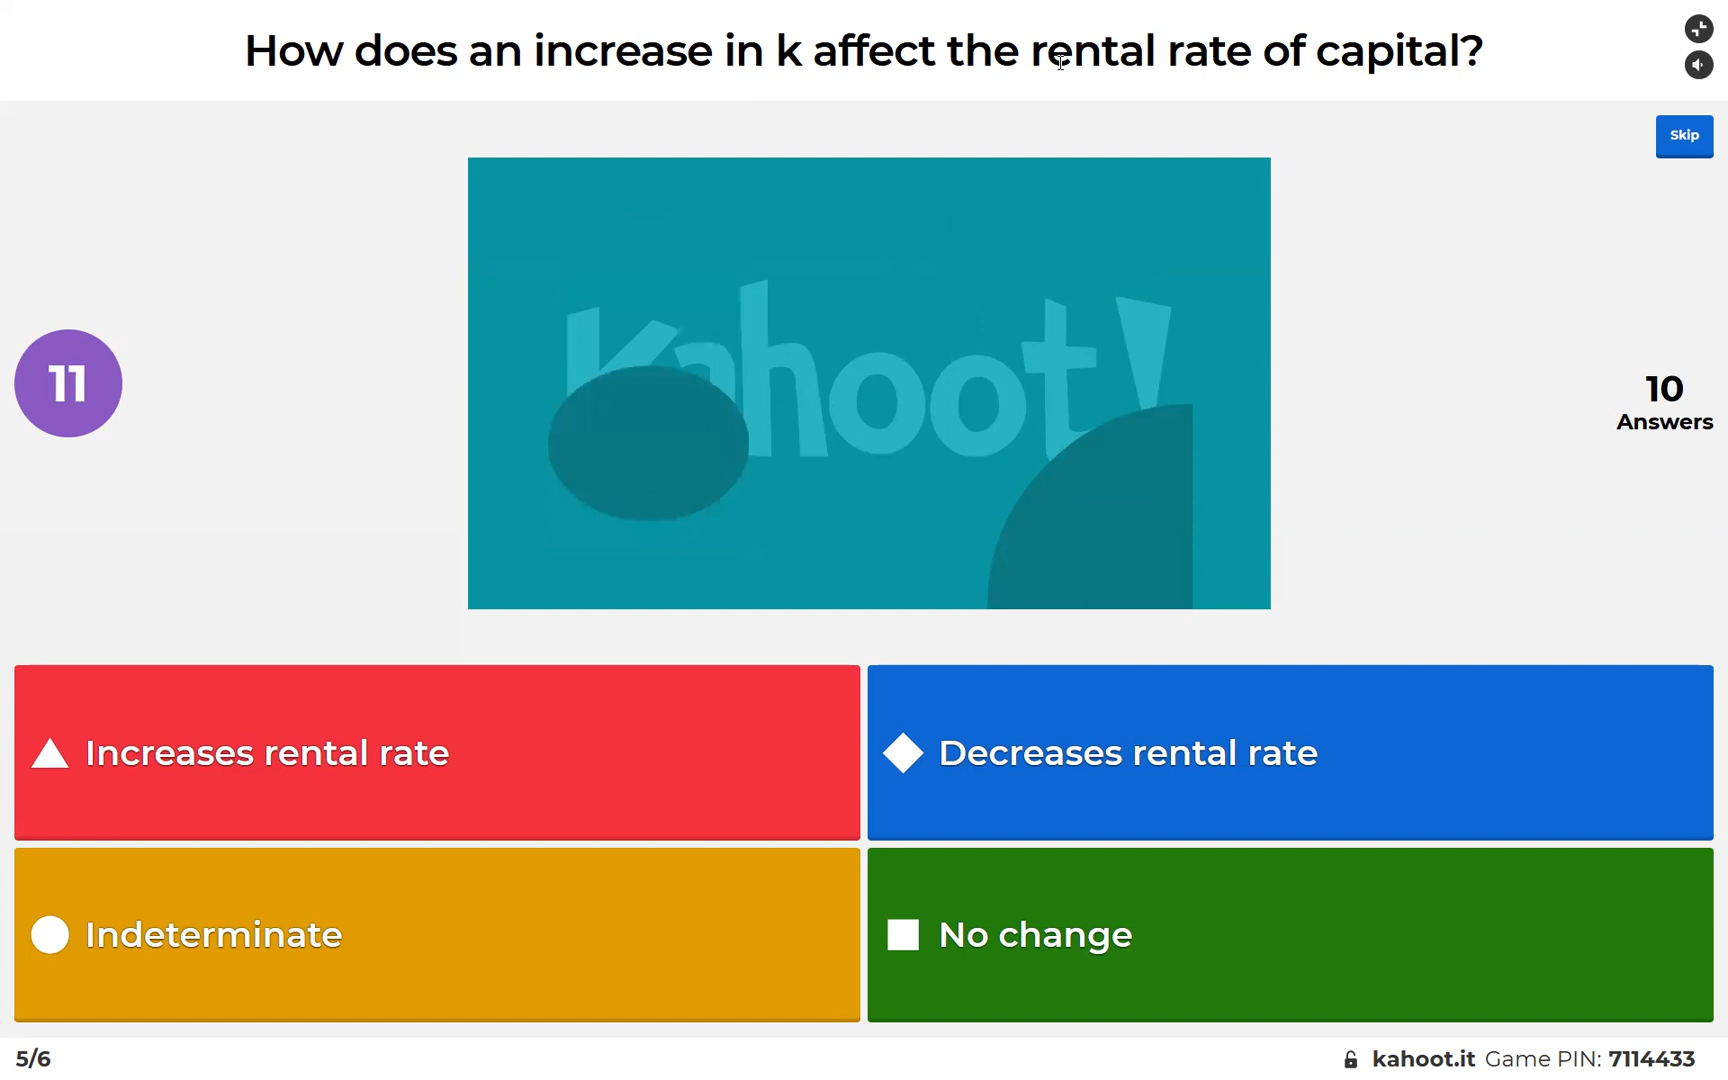 How does an increase in k affect the rental rate of capital?
Skip
Kahoot!
11
10
Answers
Increases rental rate
Decreases rental rate
Indeterminate
No change
5/6
kahoot.it Game PIN: 7114433